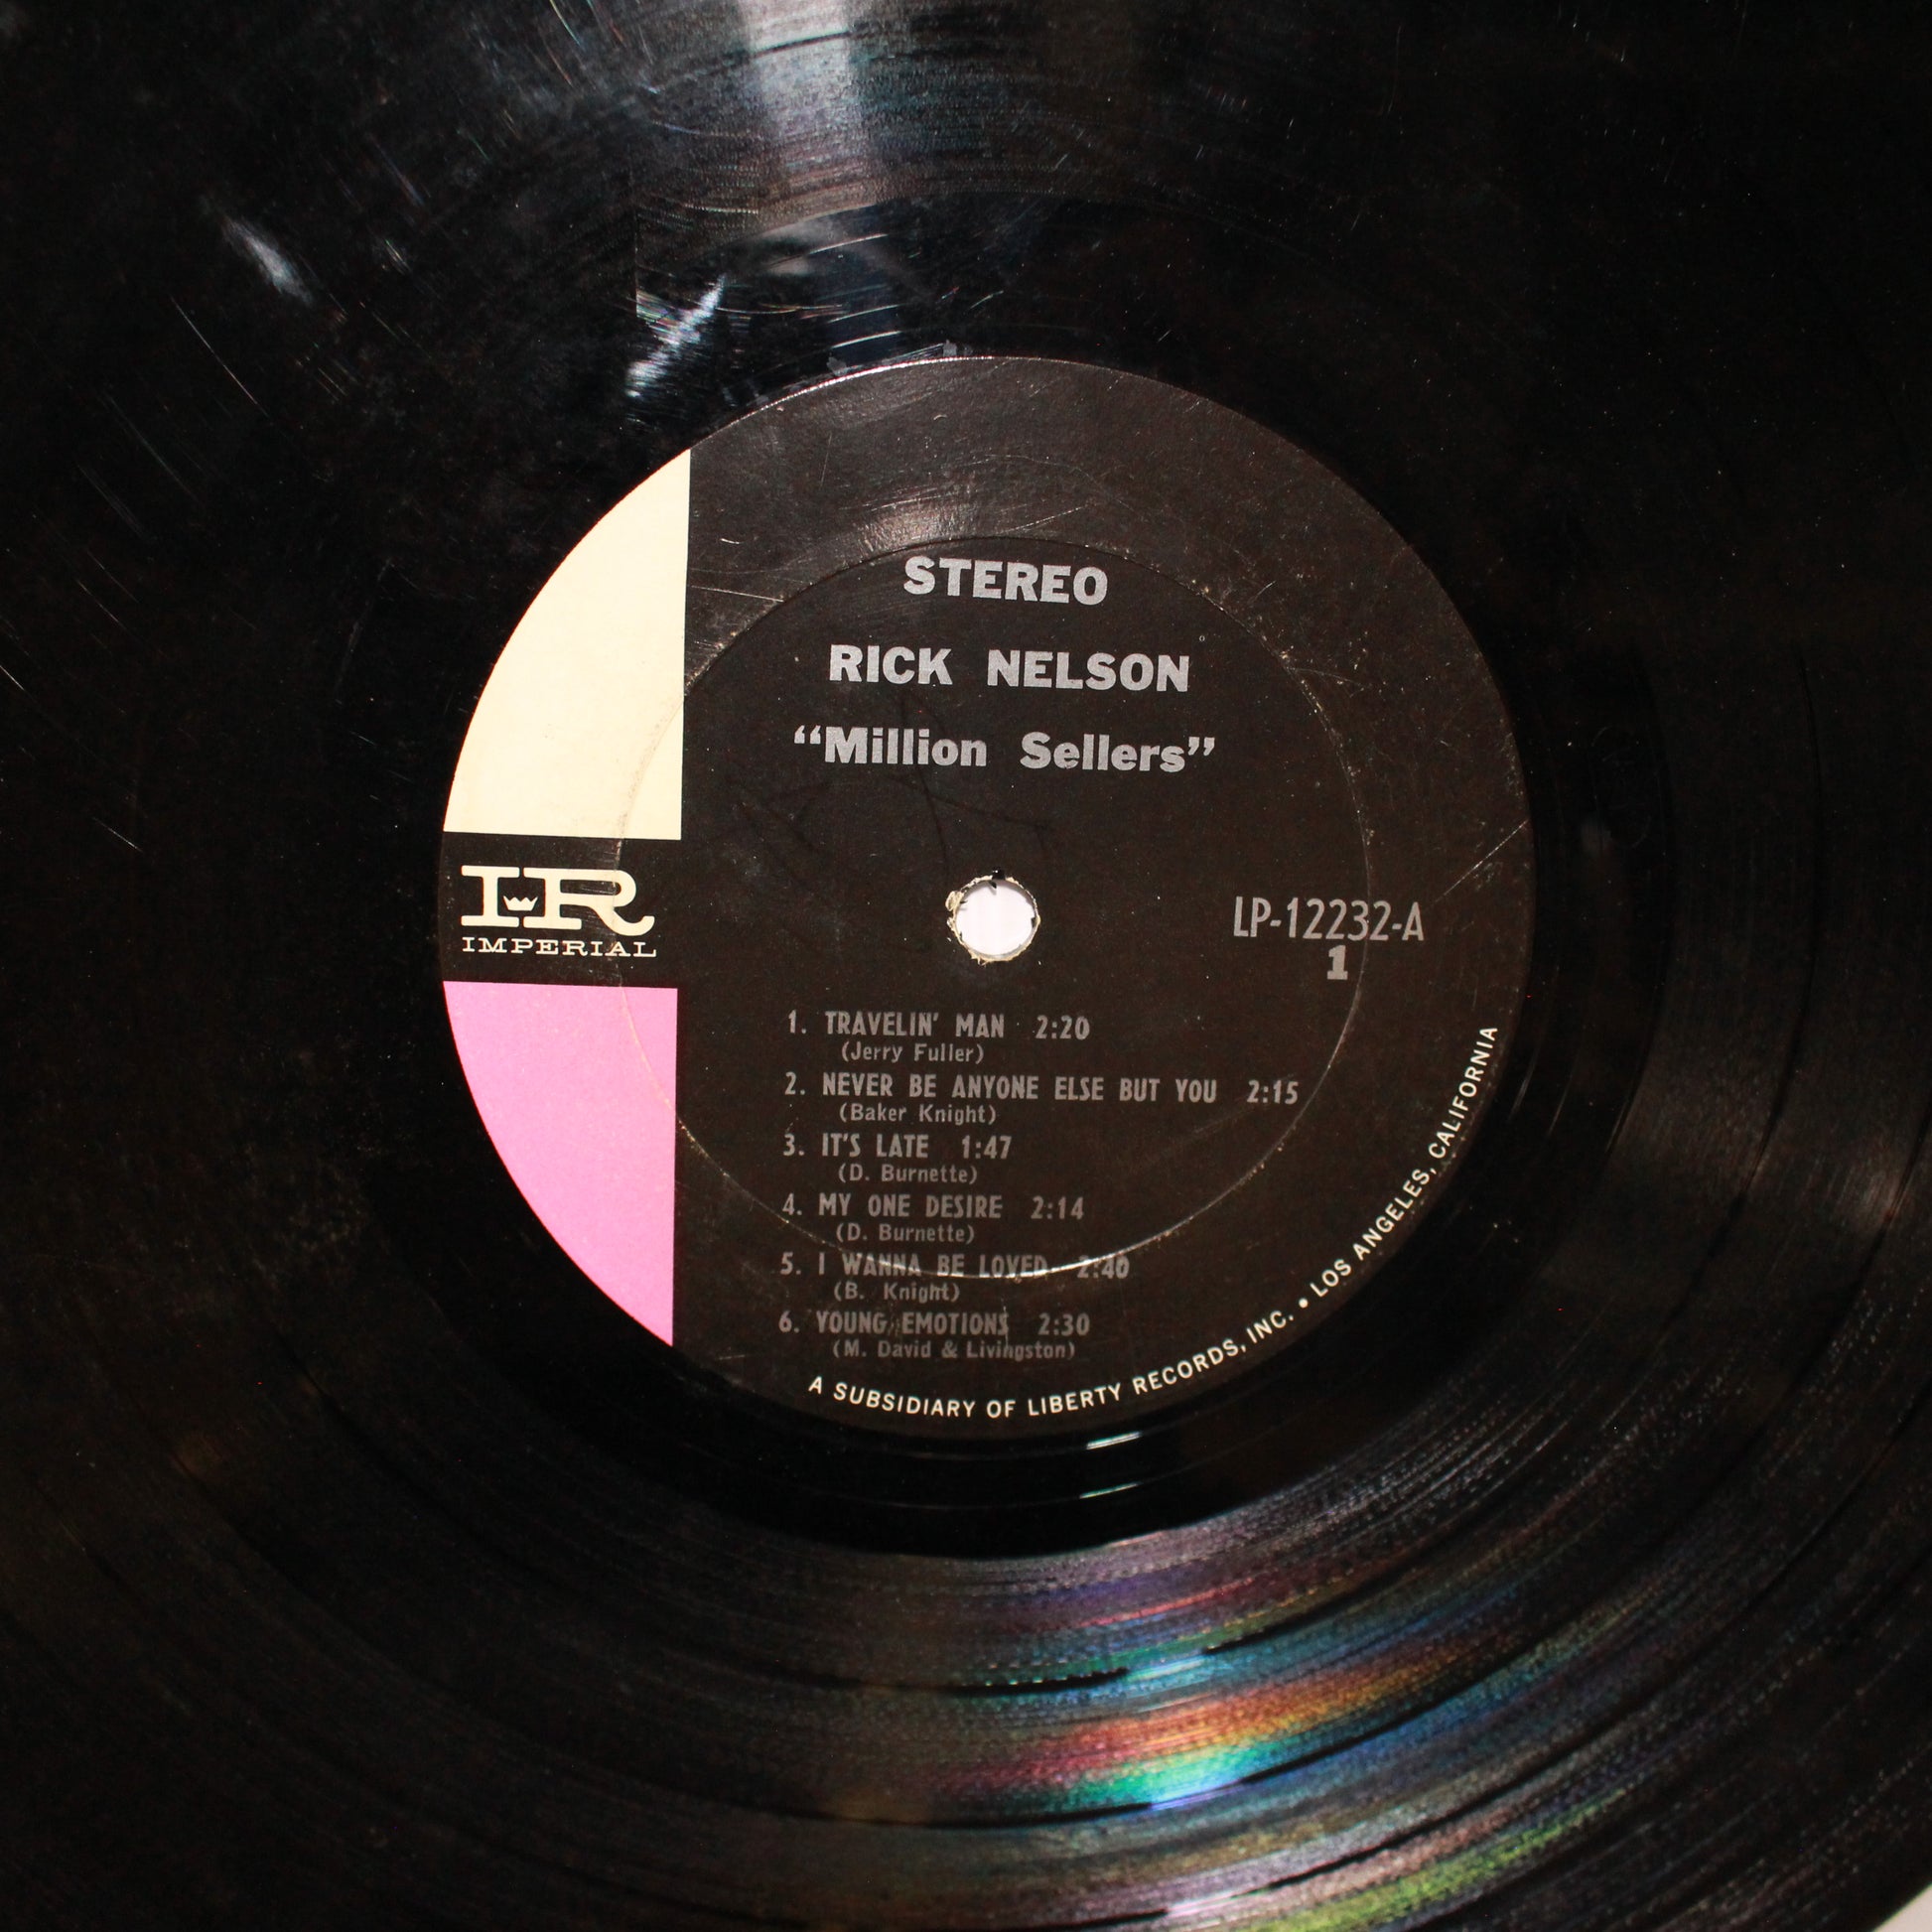 STEREO
RICK NELSON
“Million Sellers”
IR
IMPERIAL
LP-12232-A
1
1. TRAVELIN' MAN 2:20
(Jerry Fuller)
2. NEVER BE ANYONE ELSE BUT YOU 2:15
(Baker Knight)
3. IT'S LATE 1:47
(D. Burnette)
4. MY ONE DESIRE 2:14
(D. Burnette)
5. I WANNA BE LOVED 2:40
(B. Knight)
6. YOUNG EMOTIONS 2:30
(M. David & Livingston)
A SUBSIDIARY OF LIBERTY RECORDS, INC. • LOS ANGELES, CALIFORNIA